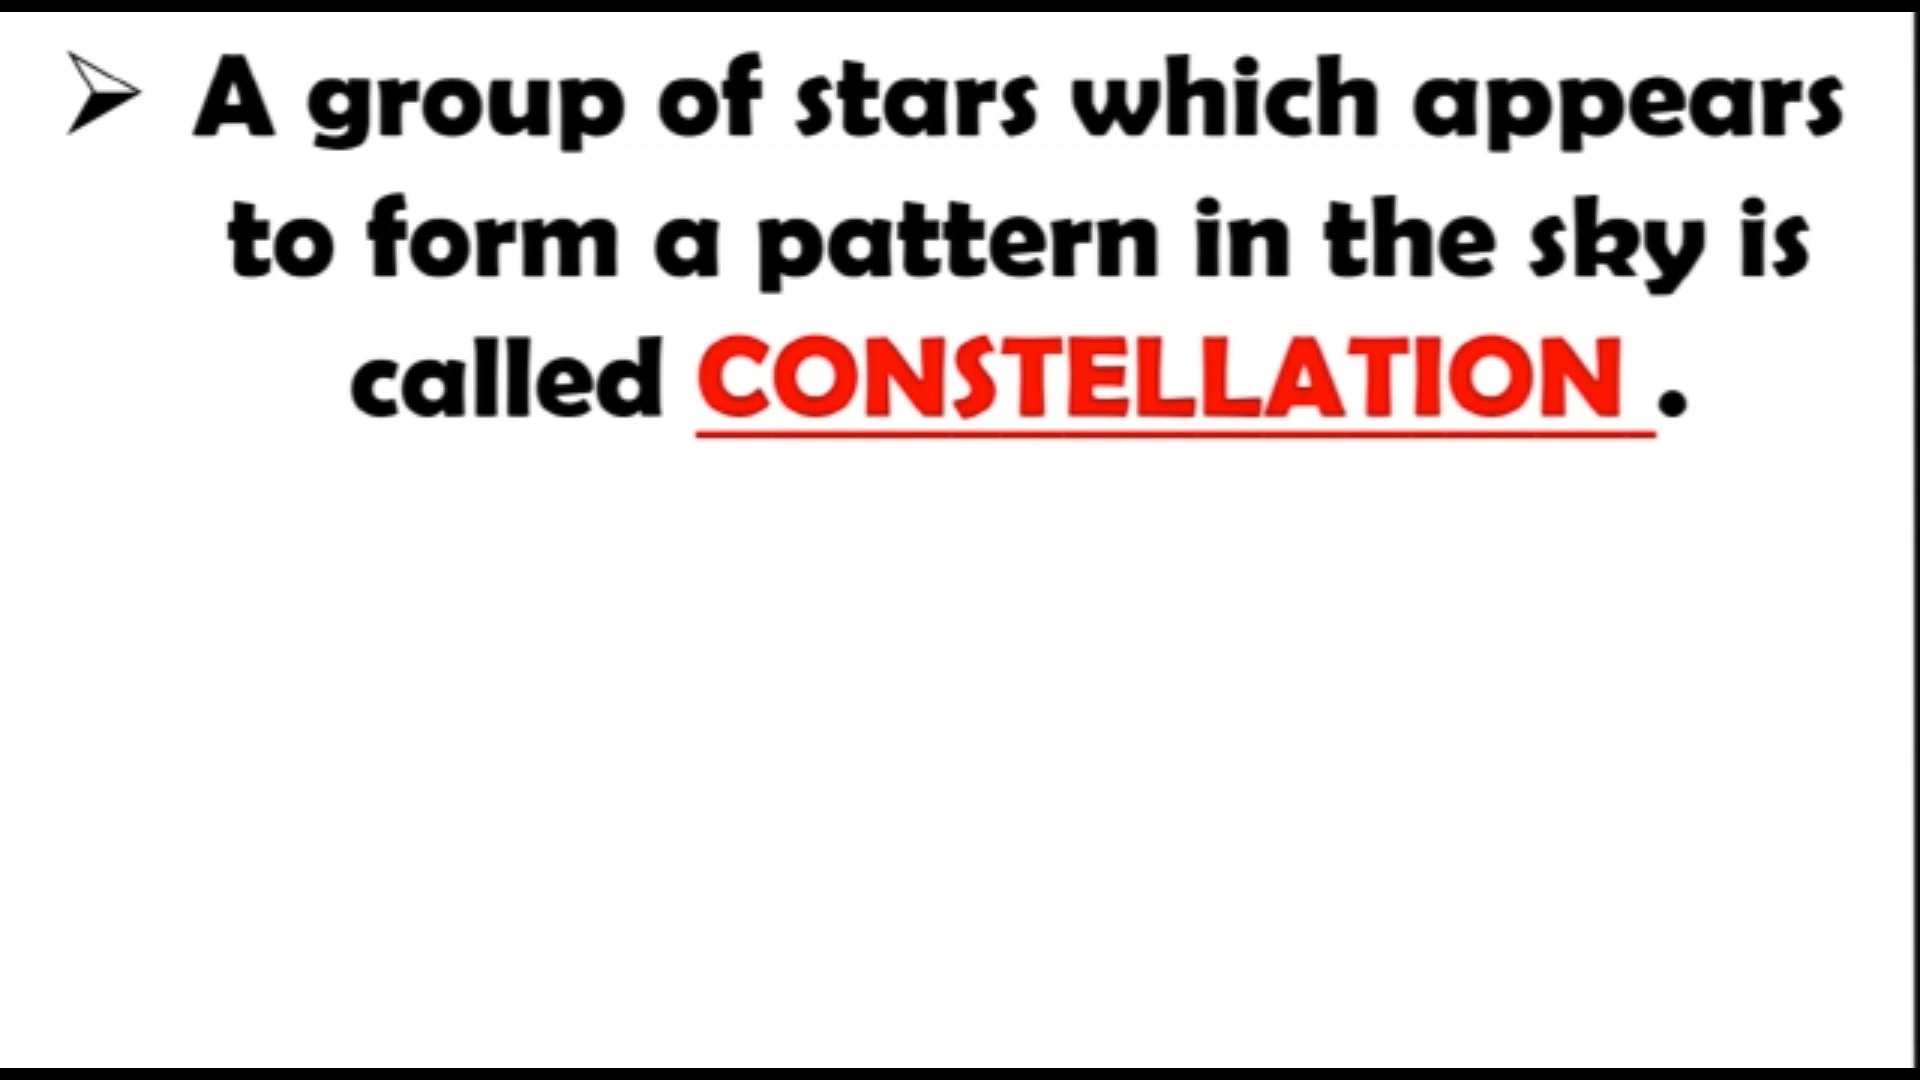 ➢ A group of stars which appears
to form a pattern in the sky is
called CONSTELLATION .